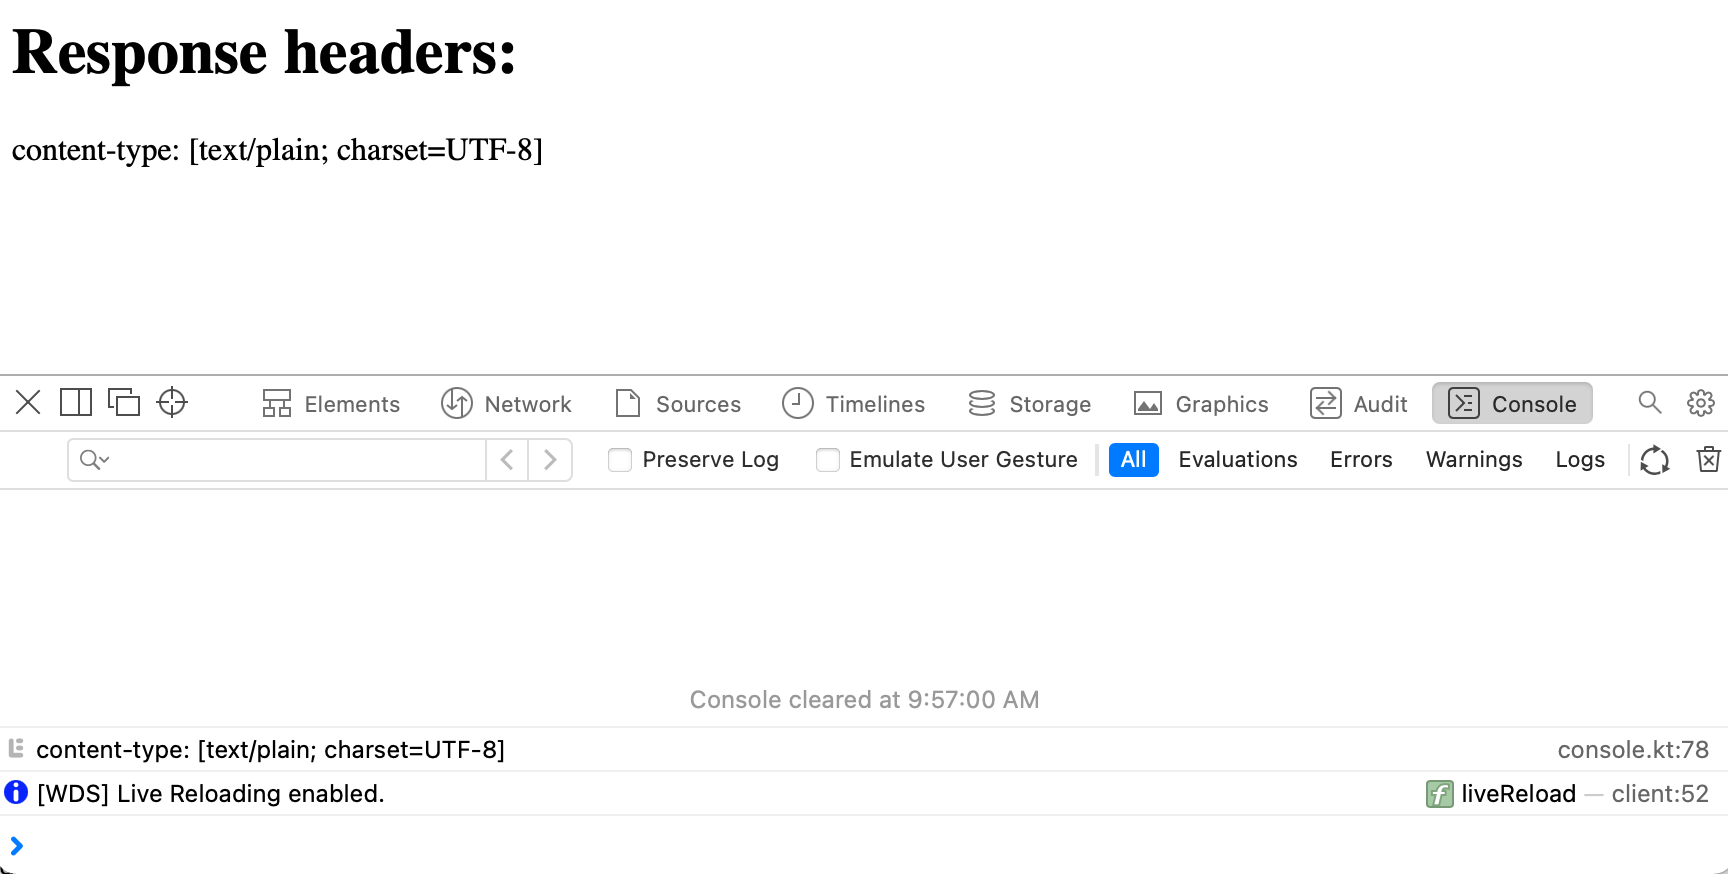 Response headers:
content-type: [text/plain; charset=UTF-8]
Elements Network Sources Timelines Storage Graphics Audit Console
Preserve Log Emulate User Gesture All Evaluations Errors Warnings Logs
Console cleared at 9:57:00 AM
content-type: [text/plain; charset=UTF-8] console.kt:78
[WDS] Live Reloading enabled. f liveReload — client:52